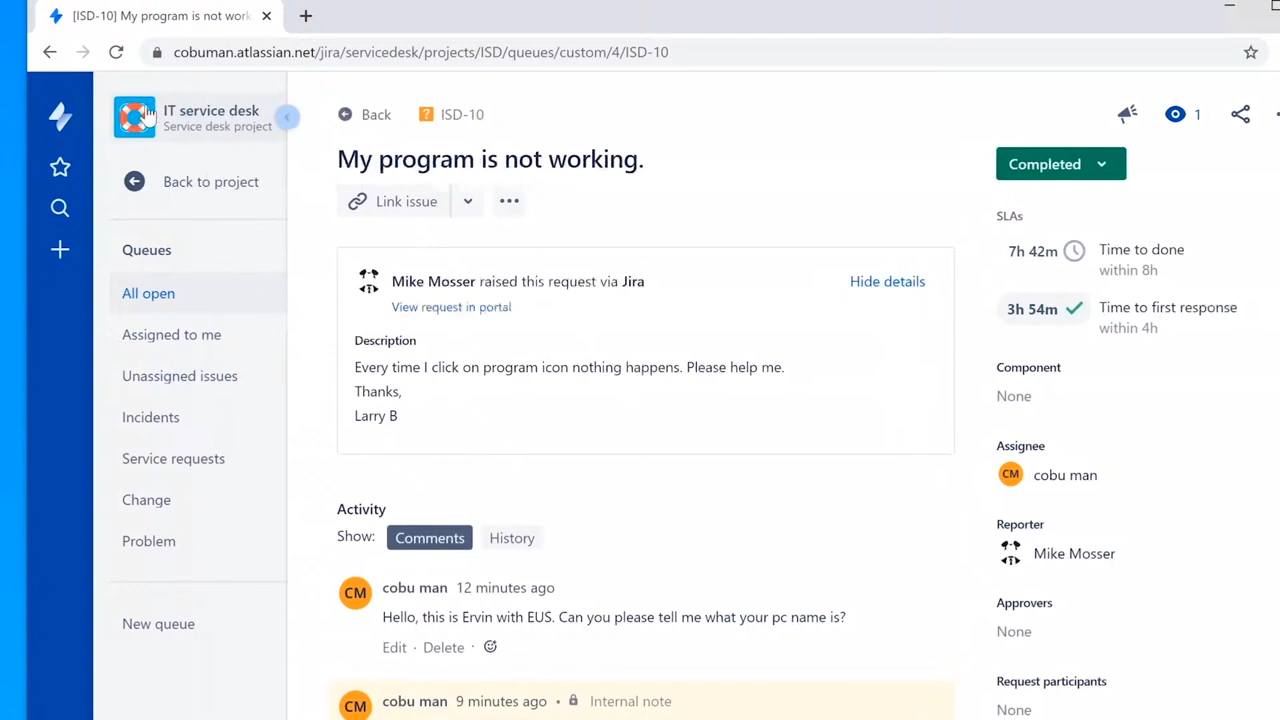 [ISD-10] My program is not work
cobuman.atlassian.net/jira/servicedesk/projects/ISD/queues/custom/4/ISD-10
IT service desk
Service desk project
Back to project
Queues
All open
Assigned to me
Unassigned issues
Incidents
Service requests
Change
Problem
New queue
Back
ISD-10
1
My program is not working.
Link issue
Mike Mosser raised this request via Jira
Hide details
View request in portal
Description
Every time I click on program icon nothing happens. Please help me.
Thanks,
Larry B
Activity
Show: Comments History
CM
cobu man 12 minutes ago
Hello, this is Ervin with EUS. Can you please tell me what your pc name is?
Edit · Delete ·
CM
cobu man 9 minutes ago • Internal note
Completed
SLAs
7h 42m Time to done
within 8h
3h 54m Time to first response
within 4h
Component
None
Assignee
CM cobu man
Reporter
Mike Mosser
Approvers
None
Request participants
None